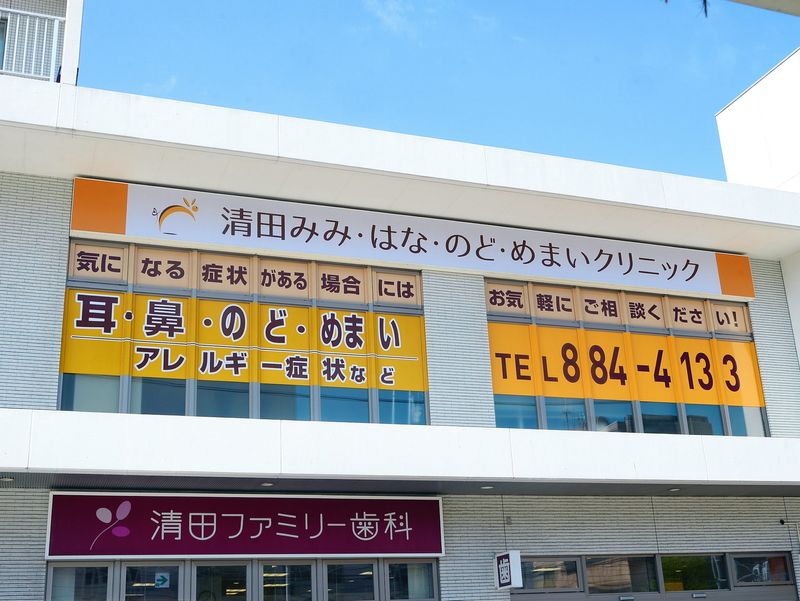 清田みみ・はな・のど・めまいクリニック
気になる症状がある場合には
耳・鼻・のど・めまい
アレルギー症状など
お気軽にご相談ください!
TEL884-4133
清田ファミリー歯科
歯